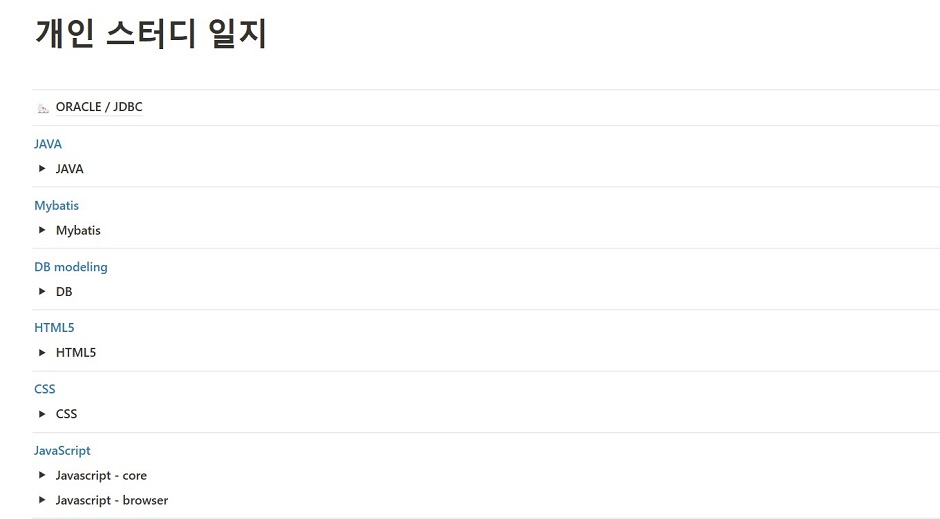 개인 스터디 일지
ORACLE / JDBC
JAVA
JAVA
Mybatis
Mybatis
DB modeling
DB
HTML5
HTML5
CSS
CSS
JavaScript
Javascript - core
Javascript - browser